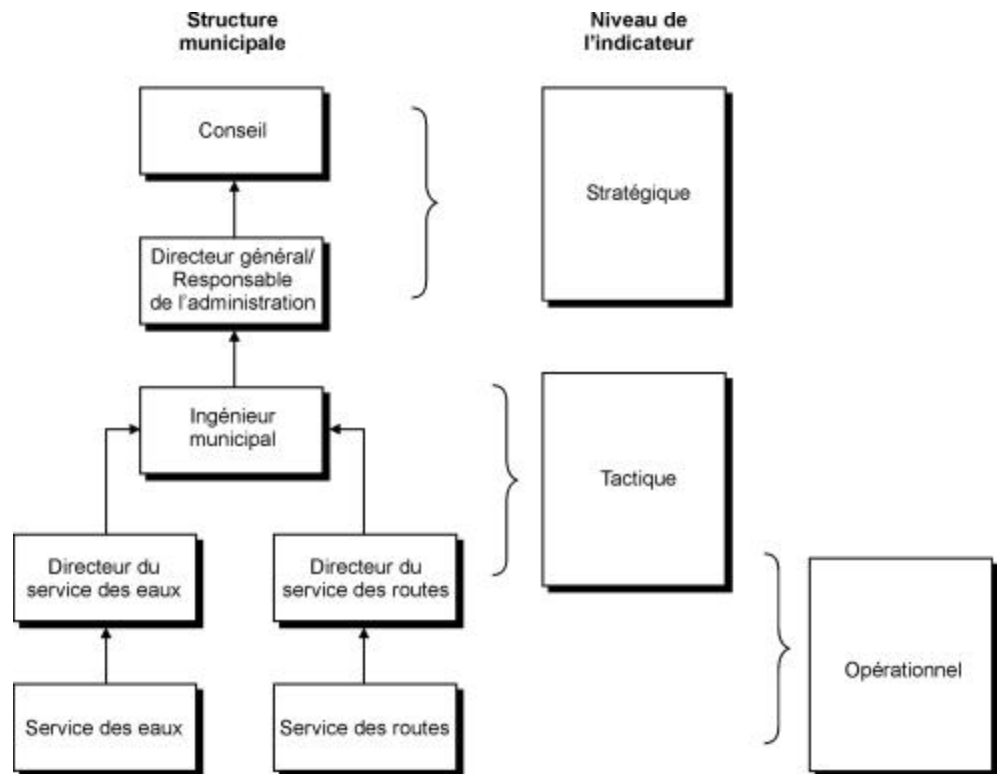 Structure
municipale
Niveau de
l'indicateur
Conseil
Stratégique
Directeur général/
Responsable
de l'administration
Ingénieur
municipal
Tactique
Directeur du
service des eaux
Directeur du
service des routes
Opérationnel
Service des eaux
Service des routes